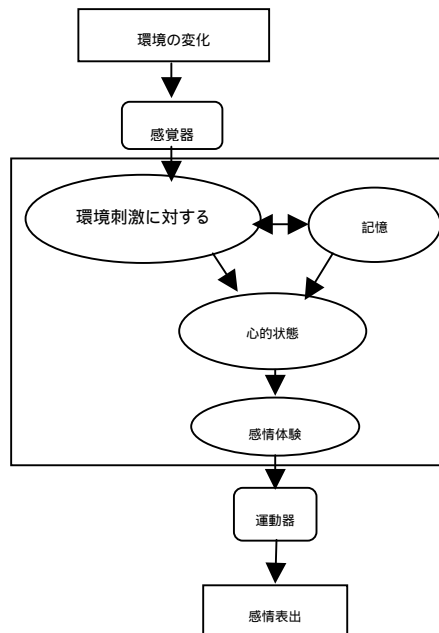 環境の変化
感覚器
環境刺激に対する
記憶
心的状態
感情体験
運動器
感情表出